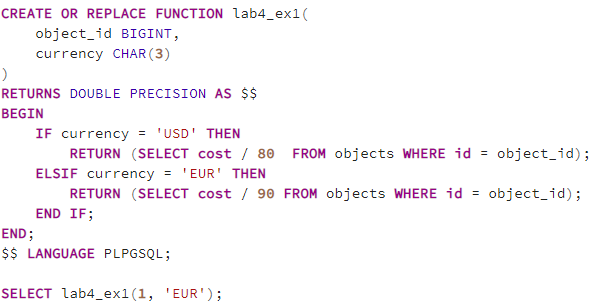 CREATE OR REPLACE FUNCTION lab4_ex1(
    object_id BIGINT,
    currency CHAR(3)
)
RETURNS DOUBLE PRECISION AS $$
BEGIN
    IF currency = 'USD' THEN
        RETURN (SELECT cost / 80  FROM objects WHERE id = object_id);
    ELSIF currency = 'EUR' THEN
        RETURN (SELECT cost / 90 FROM objects WHERE id = object_id);
    END IF;
END;
$$ LANGUAGE PLPGSQL;

SELECT lab4_ex1(1, 'EUR');